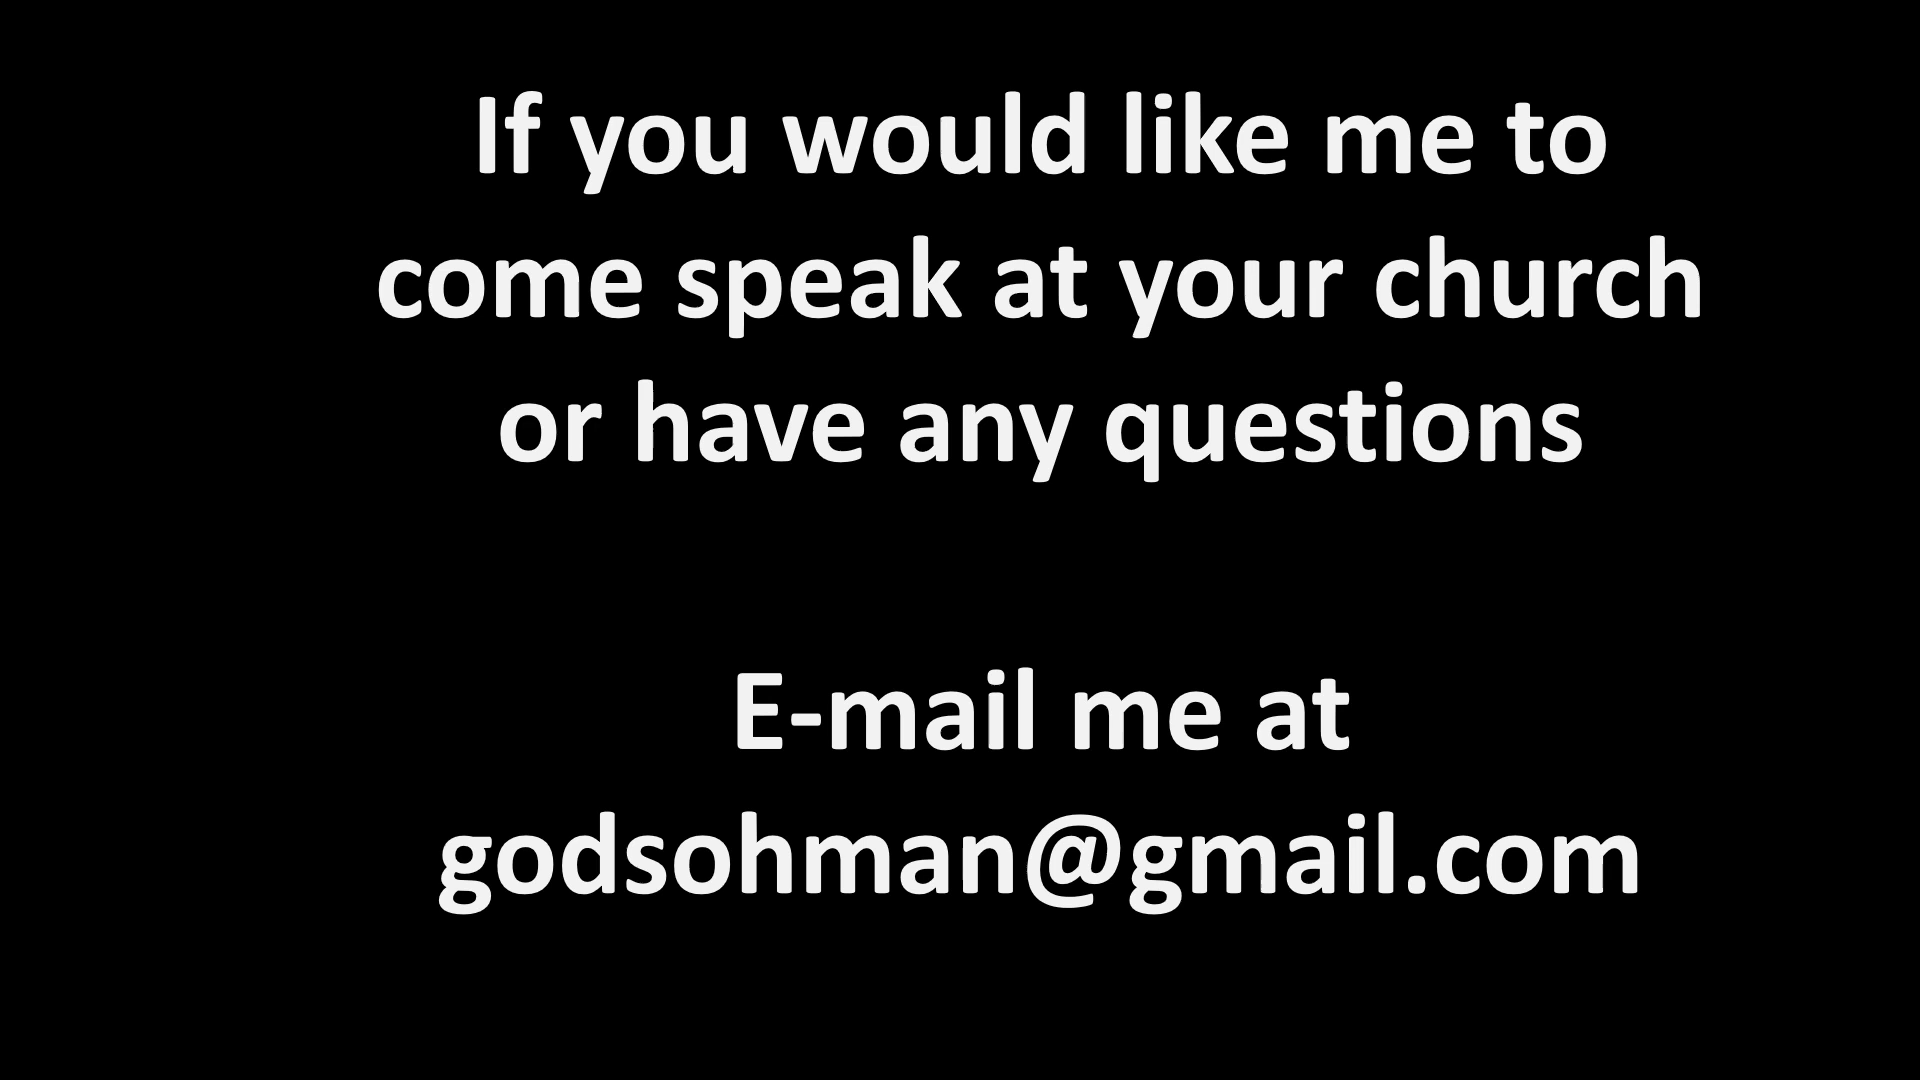 If you would like me to
come speak at your church
or have any questions
E-mail me at
godsohman@gmail.com